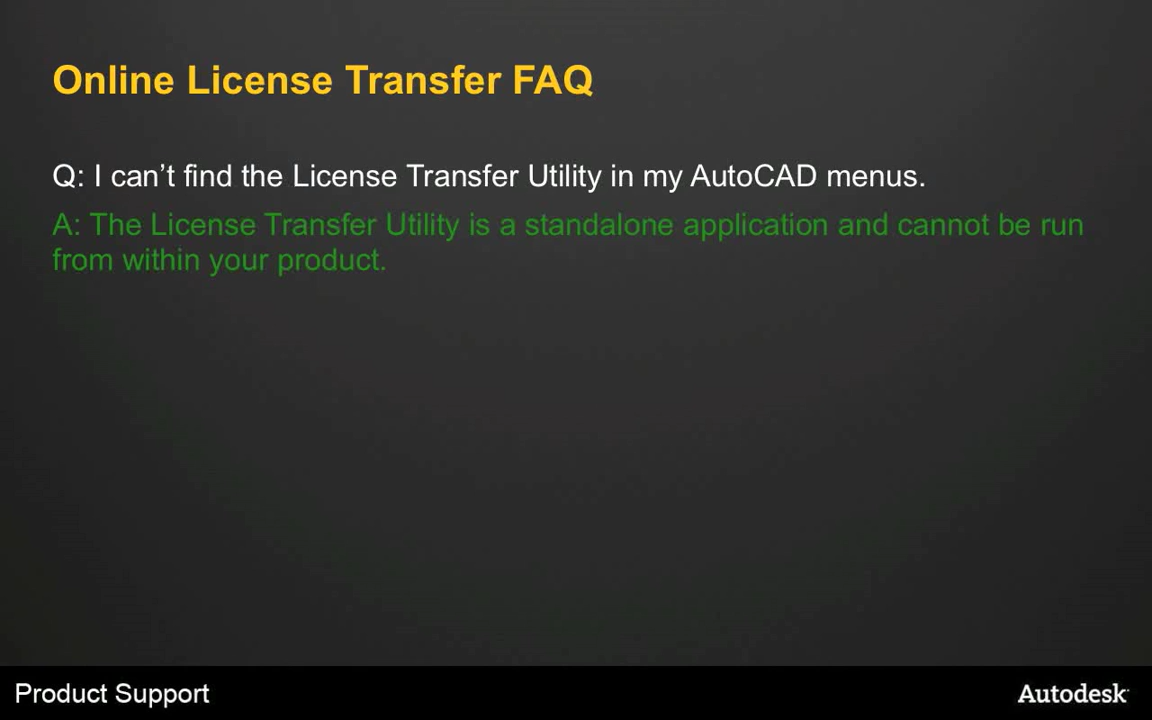 Online License Transfer FAQ
Q: I can’t find the License Transfer Utility in my AutoCAD menus.
A: The License Transfer Utility is a standalone application and cannot be run
from within your product.
Product Support
Autodesk